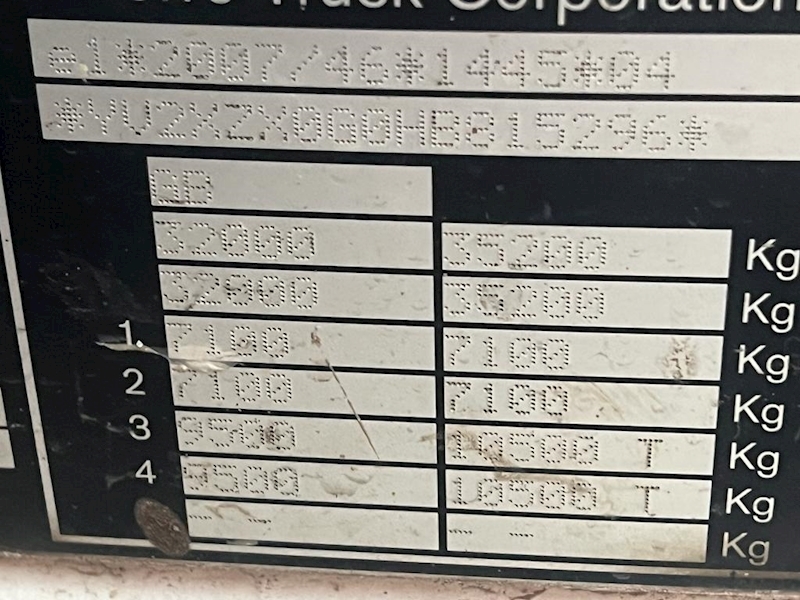 Truck Corporation
e1*2007/46*1445*04
*YV2XZX0G0HB815296*
GB
32000 35200 Kg
32000 35200 Kg
1. 7100 7100 Kg
2 7100 7100 Kg
3 9500 10500 T Kg
4 9500 10500 T Kg
- - - - Kg